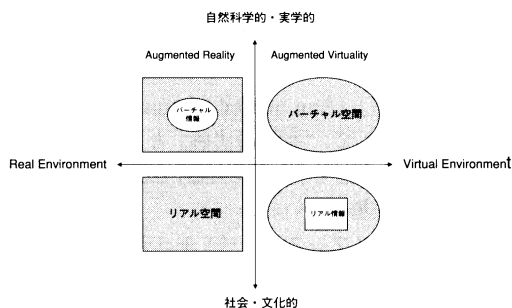 自然科学的・実学的
Augmented Reality
Augmented Virtuality
バーチャル
情報
バーチャル空間
Real Environment
Virtual Environment
リアル空間
リアル情報
社会・文化的